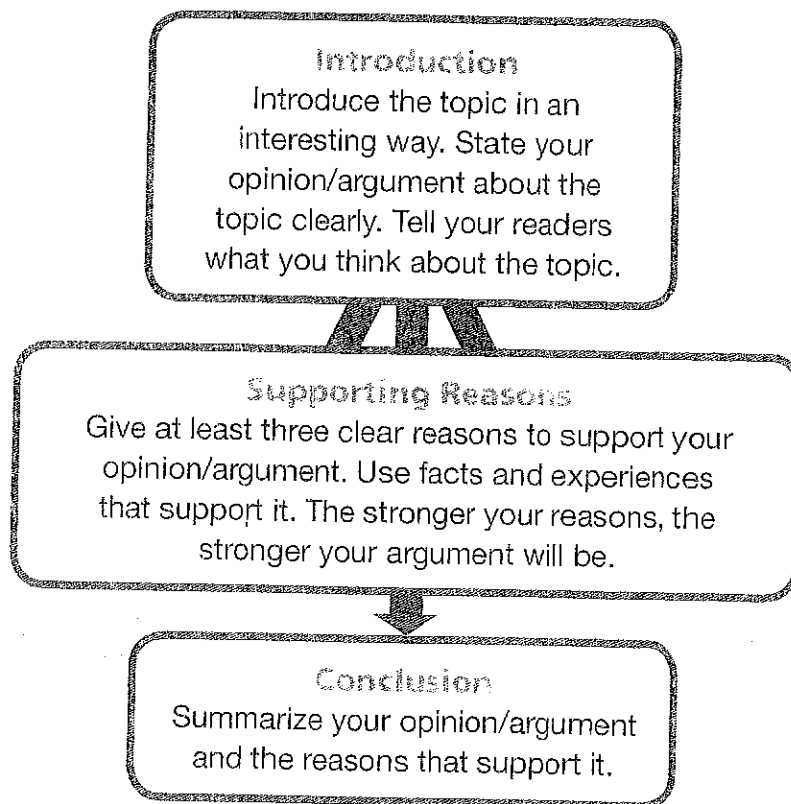 Introduction
Introduce the topic in an
interesting way. State your
opinion/argument about the
topic clearly. Tell your readers
what you think about the topic.
Supporting Reasons
Give at least three clear reasons to support your
opinion/argument. Use facts and experiences
that support it. The stronger your reasons, the
stronger your argument will be.
Conclusion
Summarize your opinion/argument
and the reasons that support it.